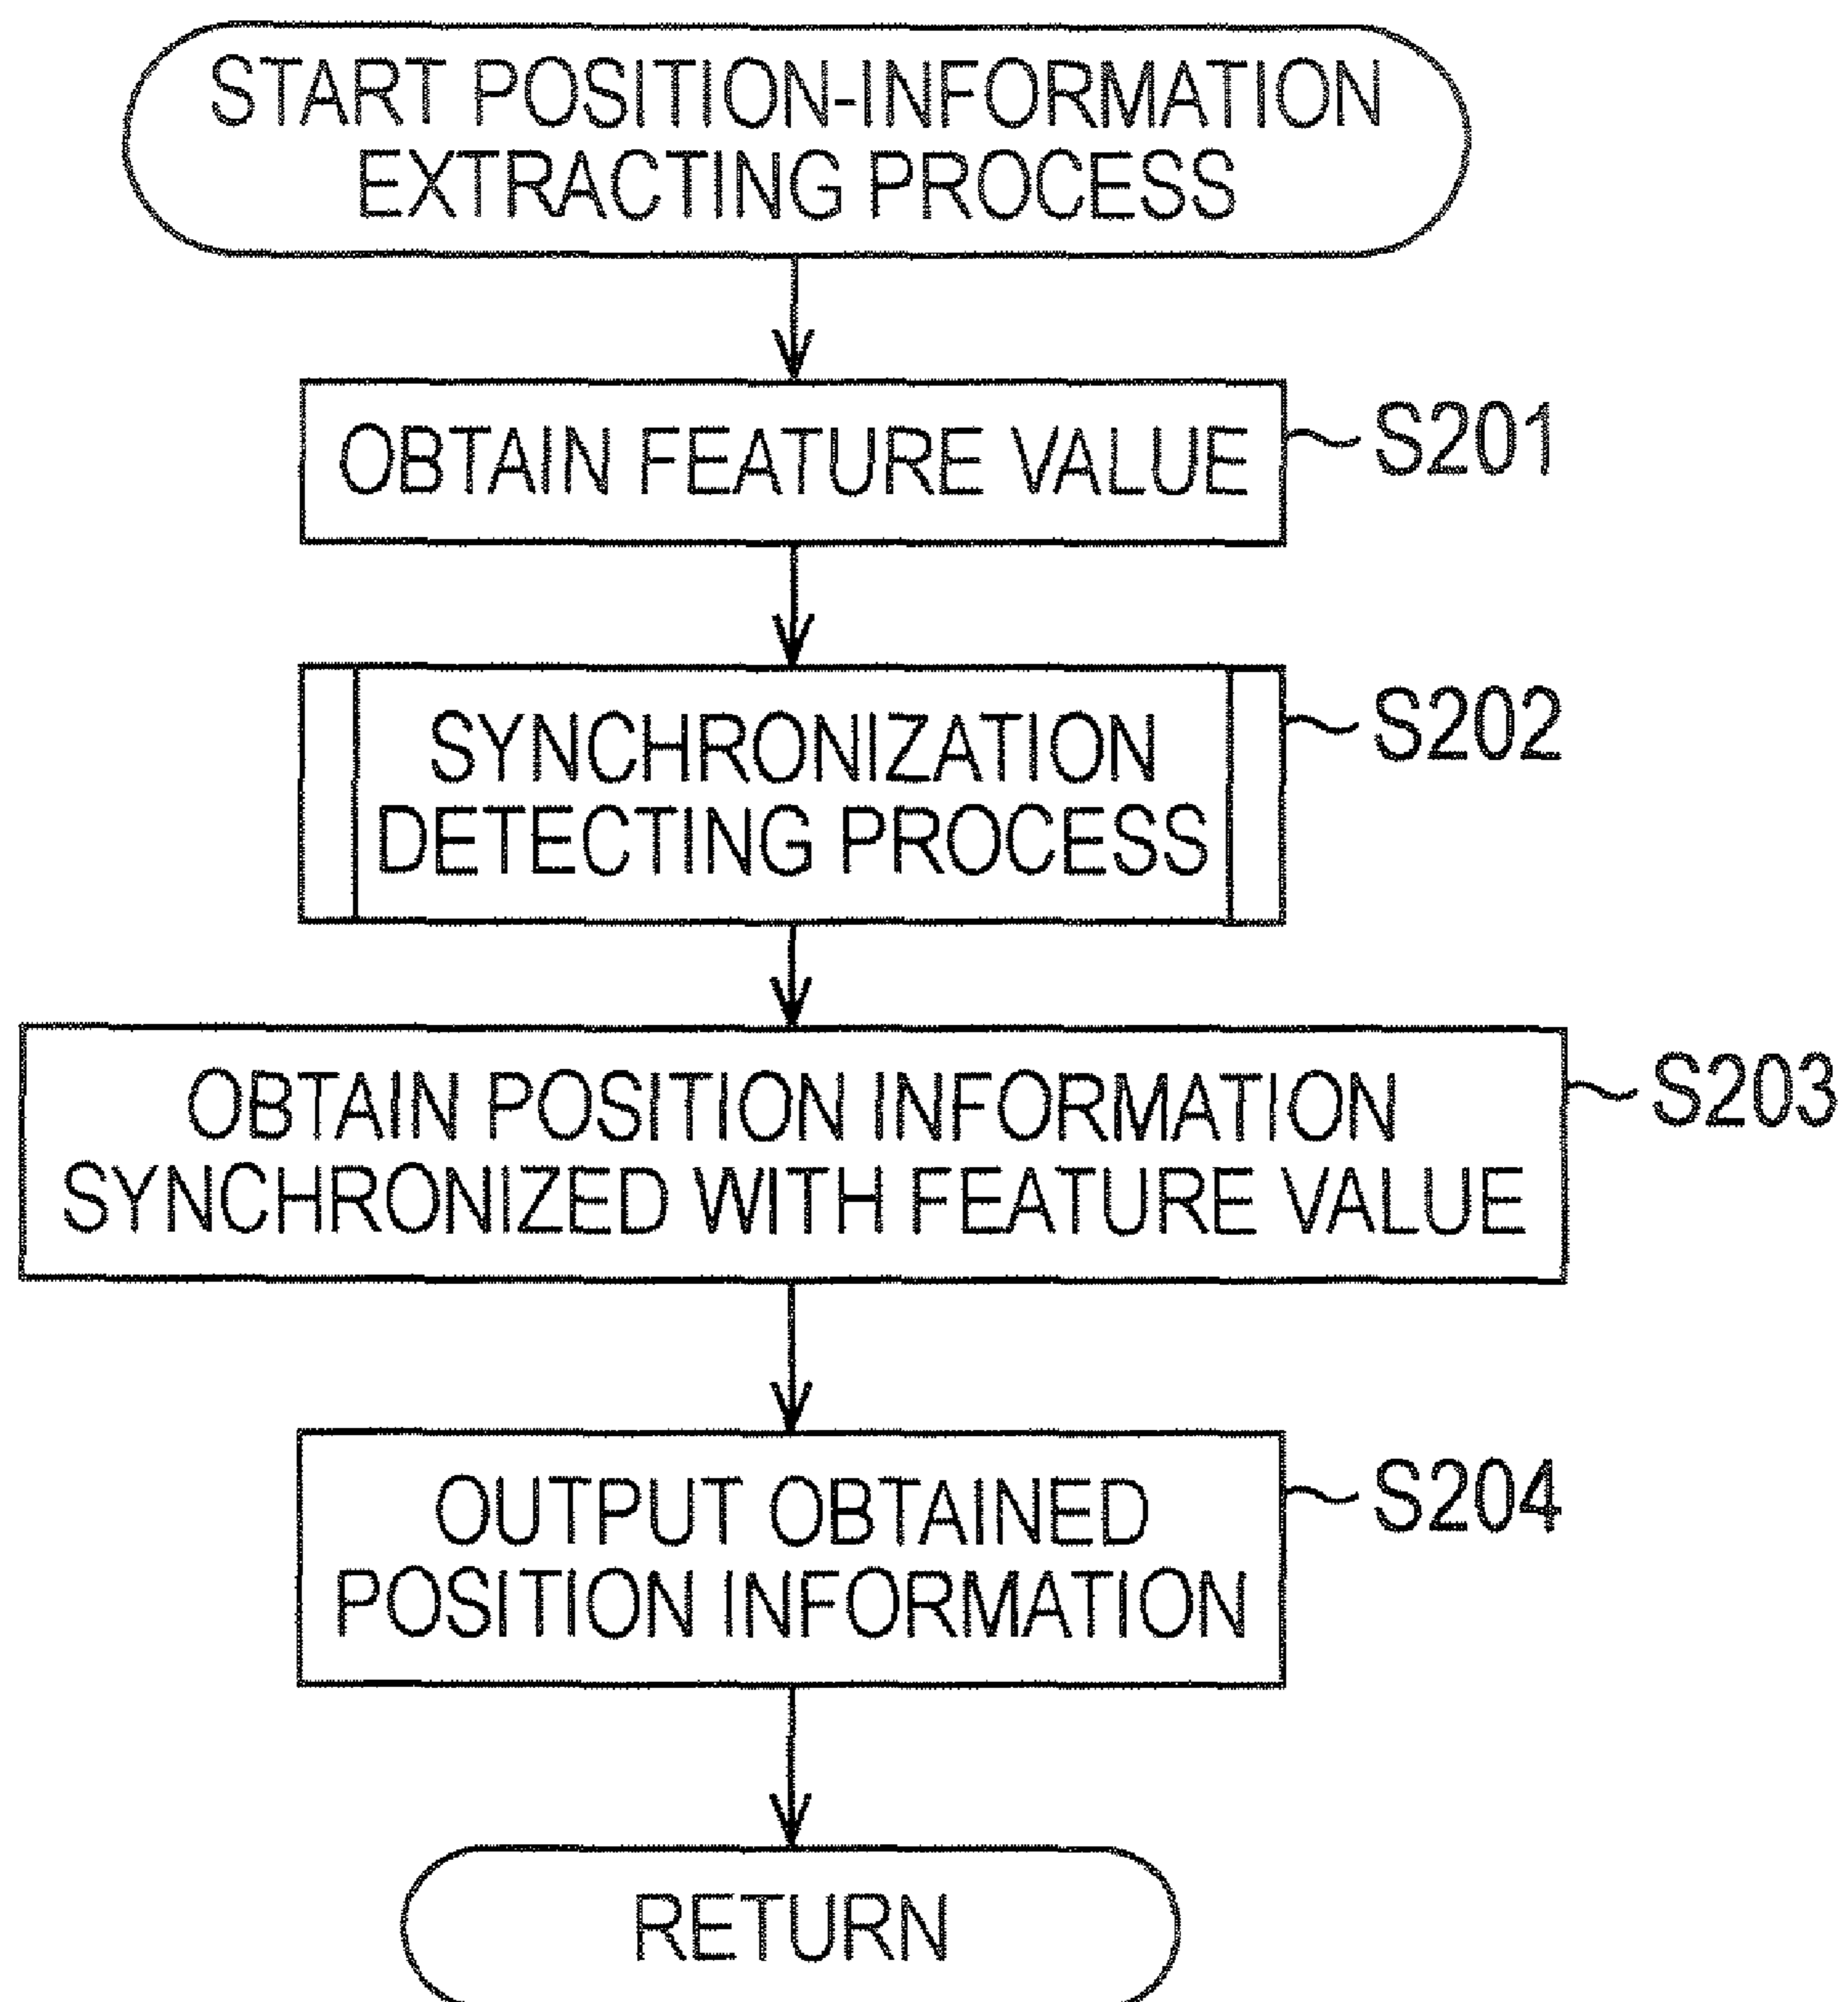 START POSITION-INFORMATION
EXTRACTING PROCESS
OBTAIN FEATURE VALUE
S201
SYNCHRONIZATION
DETECTING PROCESS
S202
OBTAIN POSITION INFORMATION
SYNCHRONIZED WITH FEATURE VALUE
S203
OUTPUT OBTAINED
POSITION INFORMATION
S204
RETURN